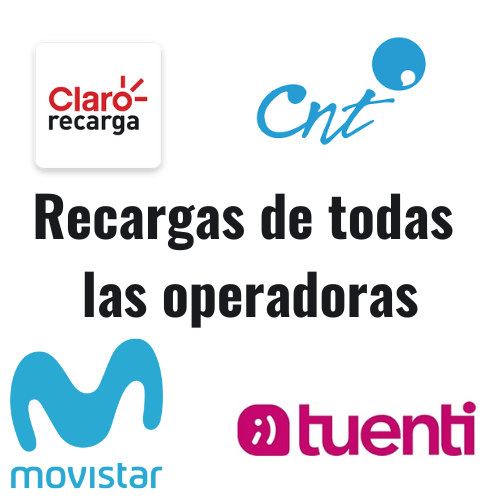 Claro
recarga
Cnt
Recargas de todas
las operadoras
movistar
tuenti